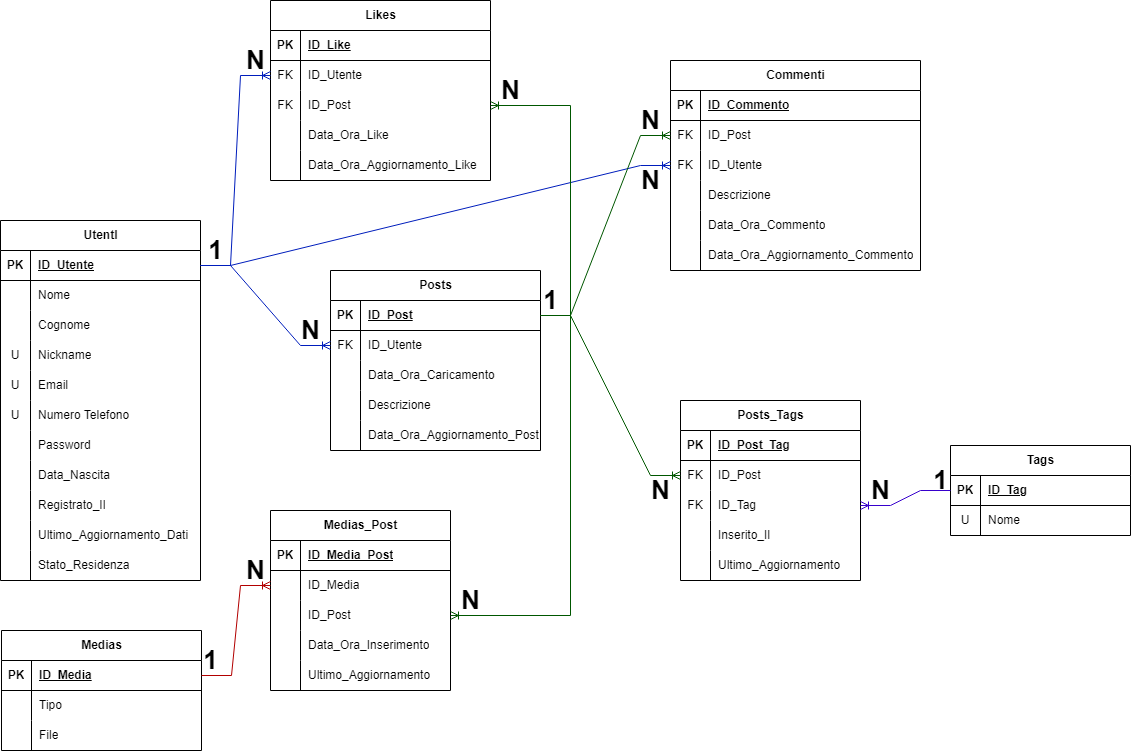 Likes
PK ID_Like
FK ID_Utente
FK ID_Post
Data_Ora_Like
Data_Ora_Aggiornamento_Like
N
N
Commenti
PK ID_Commento
FK ID_Post
FK ID_Utente
Descrizione
Data_Ora_Commento
Data_Ora_Aggiornamento_Commento
N
N
UtentI
PK ID_Utente
Nome
Cognome
U Nickname
U Email
U Numero Telefono
Password
Data_Nascita
Registrato_Il
Ultimo_Aggiornamento_Dati
Stato_Residenza
1
Posts
PK ID_Post
FK ID_Utente
Data_Ora_Caricamento
Descrizione
Data_Ora_Aggiornamento_Post
N
1
Posts_Tags
PK ID_Post_Tag
FK ID_Post
FK ID_Tag
Inserito_Il
Ultimo_Aggiornamento
N
N
Tags
PK ID_Tag
U Nome
1
Medias_Post
PK ID_Media_Post
ID_Media
ID_Post
Data_Ora_Inserimento
Ultimo_Aggiornamento
N
N
Medias
PK ID_Media
Tipo
File
1